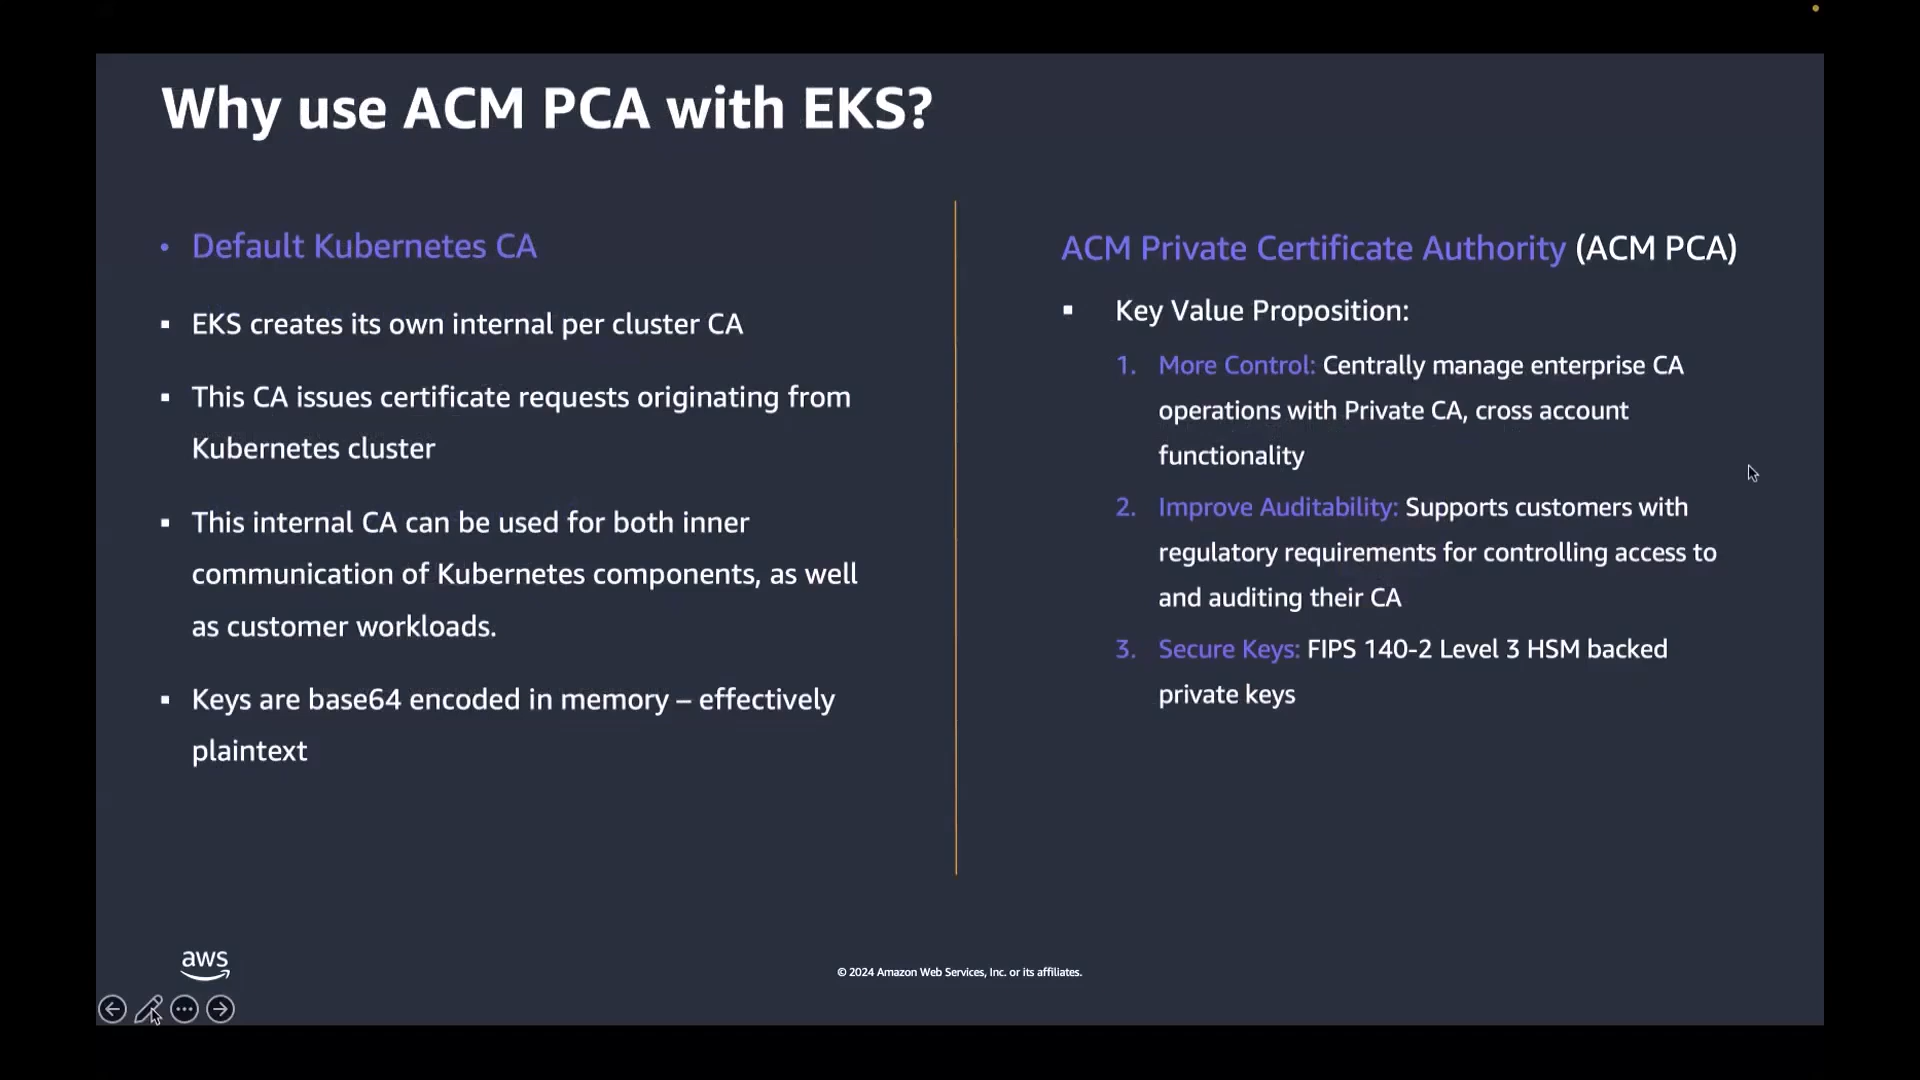 Why use ACM PCA with EKS?
• Default Kubernetes CA
▪ EKS creates its own internal per cluster CA
▪ This CA issues certificate requests originating from
Kubernetes cluster
▪ This internal CA can be used for both inner
communication of Kubernetes components, as well
as customer workloads.
▪ Keys are base64 encoded in memory – effectively
plaintext
ACM Private Certificate Authority (ACM PCA)
▪ Key Value Proposition:
1. More Control: Centrally manage enterprise CA
operations with Private CA, cross account
functionality
2. Improve Auditability: Supports customers with
regulatory requirements for controlling access to
and auditing their CA
3. Secure Keys: FIPS 140-2 Level 3 HSM backed
private keys
aws
© 2024 Amazon Web Services, Inc. or its affiliates.